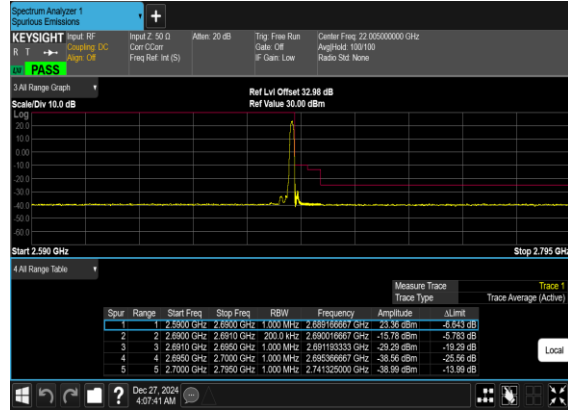 Spectrum Analyzer 1
Spurious Emissions
+
KEYSIGHT Input: RF Input Z: 50 Ω Atten: 20 dB Trig: Free Run Center Freq: 22.005000000 GHz
R T Coupling: DC Corr CCorr Gate: Off Avg|Hold: 100/100
Align: Off Freq Ref: Int (S) IF Gain: Low Radio Std: None
PASS
3 All Range Graph
Ref Lvl Offset 32.98 dB
Scale/Div 10.0 dB Ref Value 30.00 dBm
Log
20.0
10.0
0.00
-10.0
-20.0
-30.0
-40.0
-50.0
-60.0
Start 2.590 GHz Stop 2.795 GHz
4 All Range Table
Measure Trace Trace 1
Trace Type Trace Average (Active)
Spur Range Start Freq Stop Freq RBW Frequency Amplitude ΔLimit
1 1 2.5900 GHz 2.6900 GHz 1.000 MHz 2.689166667 GHz 23.36 dBm -6.643 dB
2 2 2.6900 GHz 2.6910 GHz 200.0 kHz 2.690016667 GHz -15.78 dBm -5.783 dB
3 3 2.6910 GHz 2.6950 GHz 1.000 MHz 2.691193333 GHz -29.29 dBm -19.29 dB
4 4 2.6950 GHz 2.7000 GHz 1.000 MHz 2.695366667 GHz -38.56 dBm -25.56 dB
5 5 2.7000 GHz 2.7950 GHz 1.000 MHz 2.741325000 GHz -38.99 dBm -13.99 dB
Local
? Dec 27, 2024
4:07:41 AM